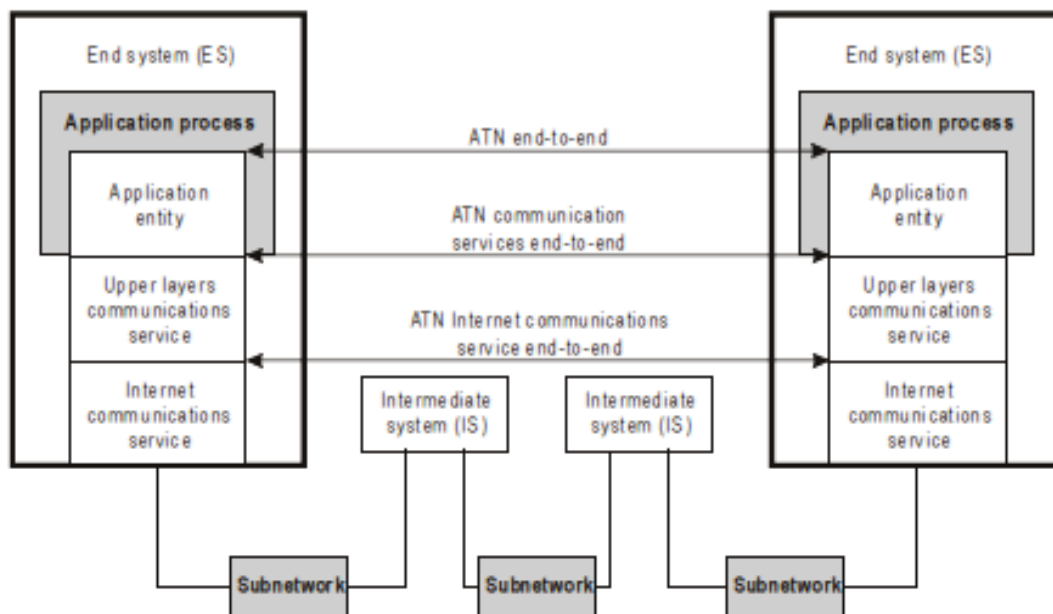 End system (ES)
Application process
Application
entity
Upper layers
communications
service
Internet
communications
service
ATN end-to-end
ATN communication
services end-to-end
ATN Internet communications
service end-to-end
Intermediate
system (IS)
Intermediate
system (IS)
End system (ES)
Application process
Application
entity
Upper layers
communications
service
Internet
communications
service
Subnetwork
Subnetwork
Subnetwork